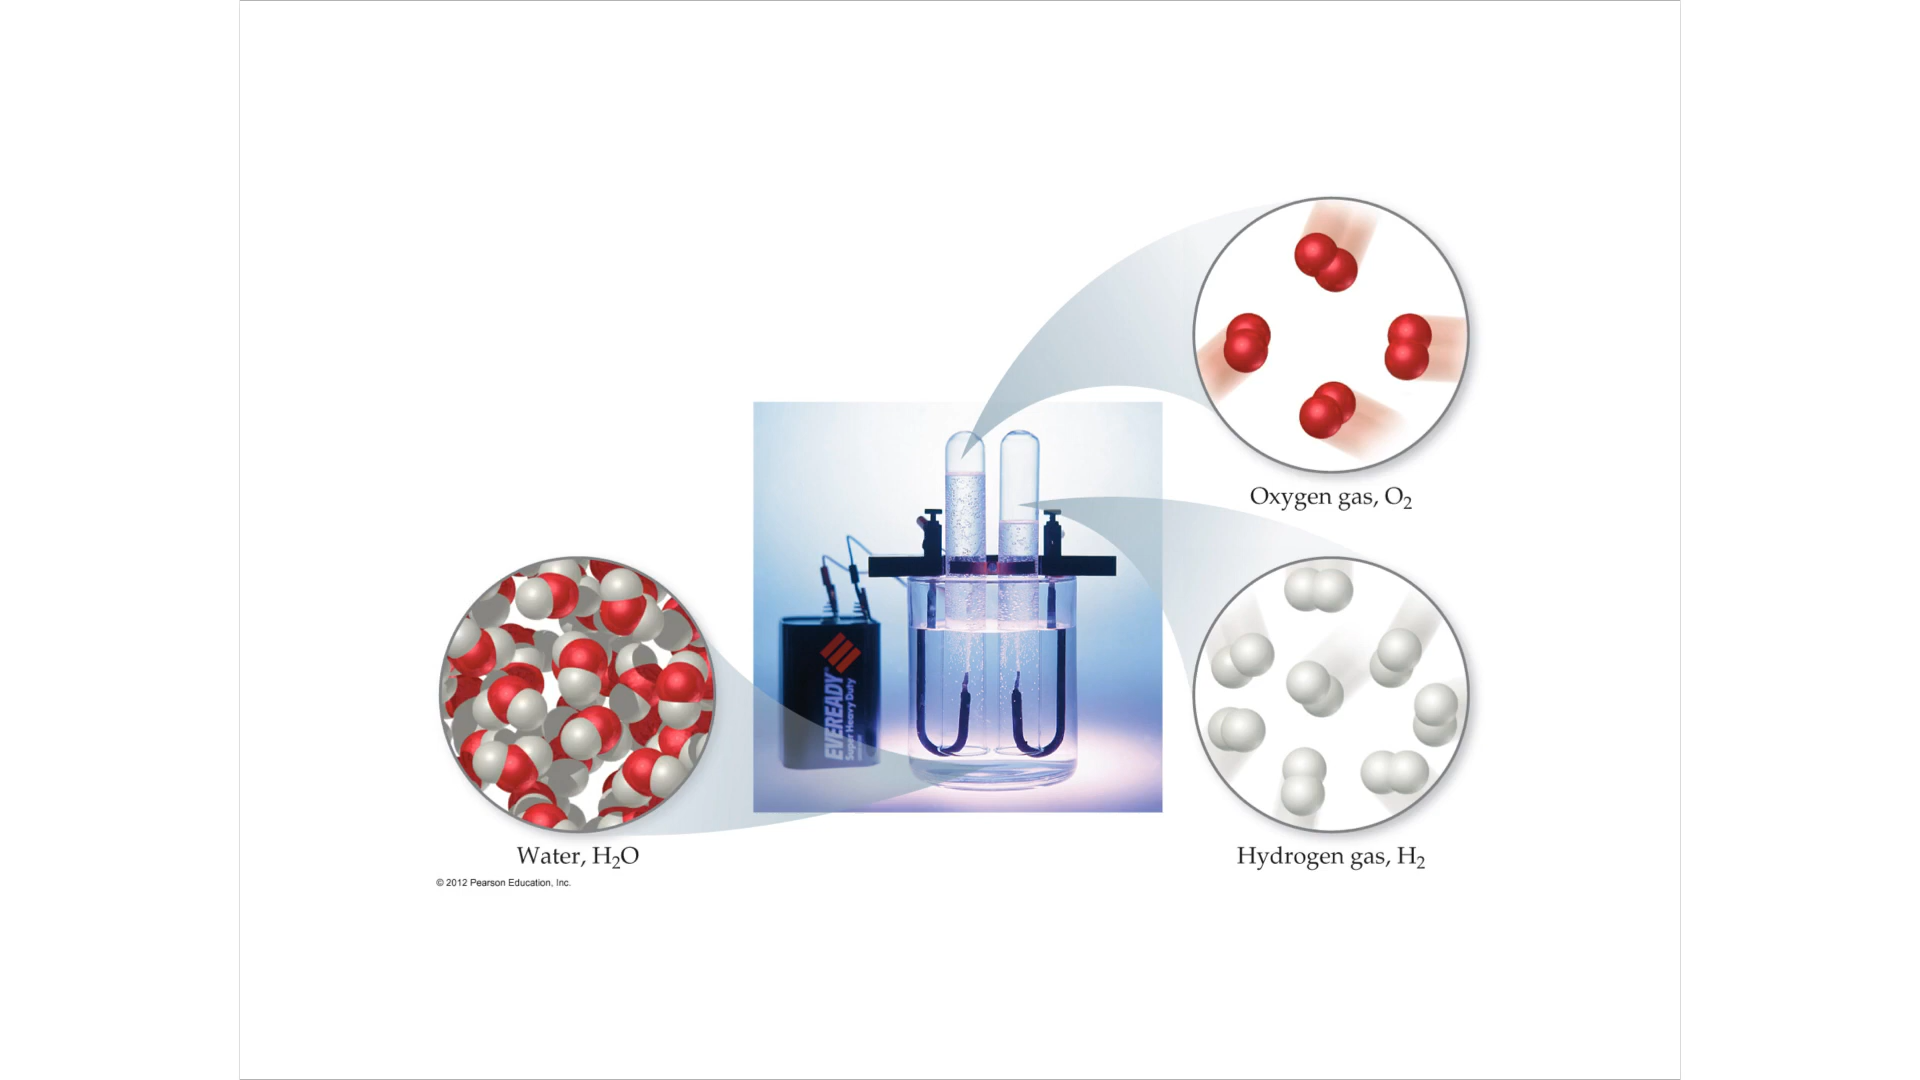 Oxygen gas, O₂
EVEREADY
Super Heavy Duty
Water, H₂O
Hydrogen gas, H₂
© 2012 Pearson Education, Inc.